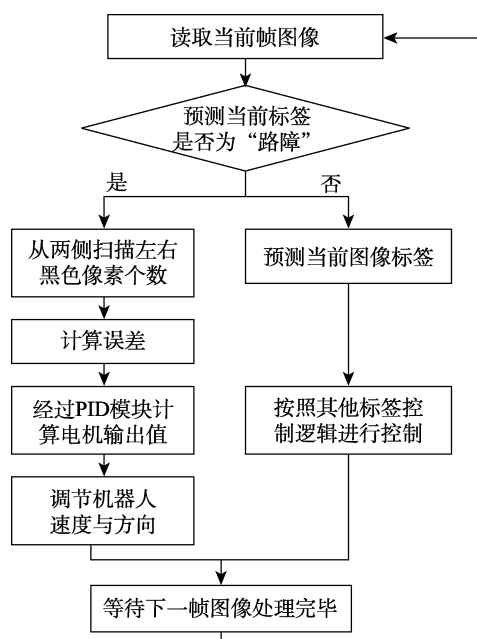 读取当前帧图像
预测当前标签
是否为“路障”
是
否
从两侧扫描左右
黑色像素个数
预测当前图像标签
计算误差
经过PID模块计
算电机输出值
按照其他标签控
制逻辑进行控制
调节机器人
速度与方向
等待下一帧图像处理完毕